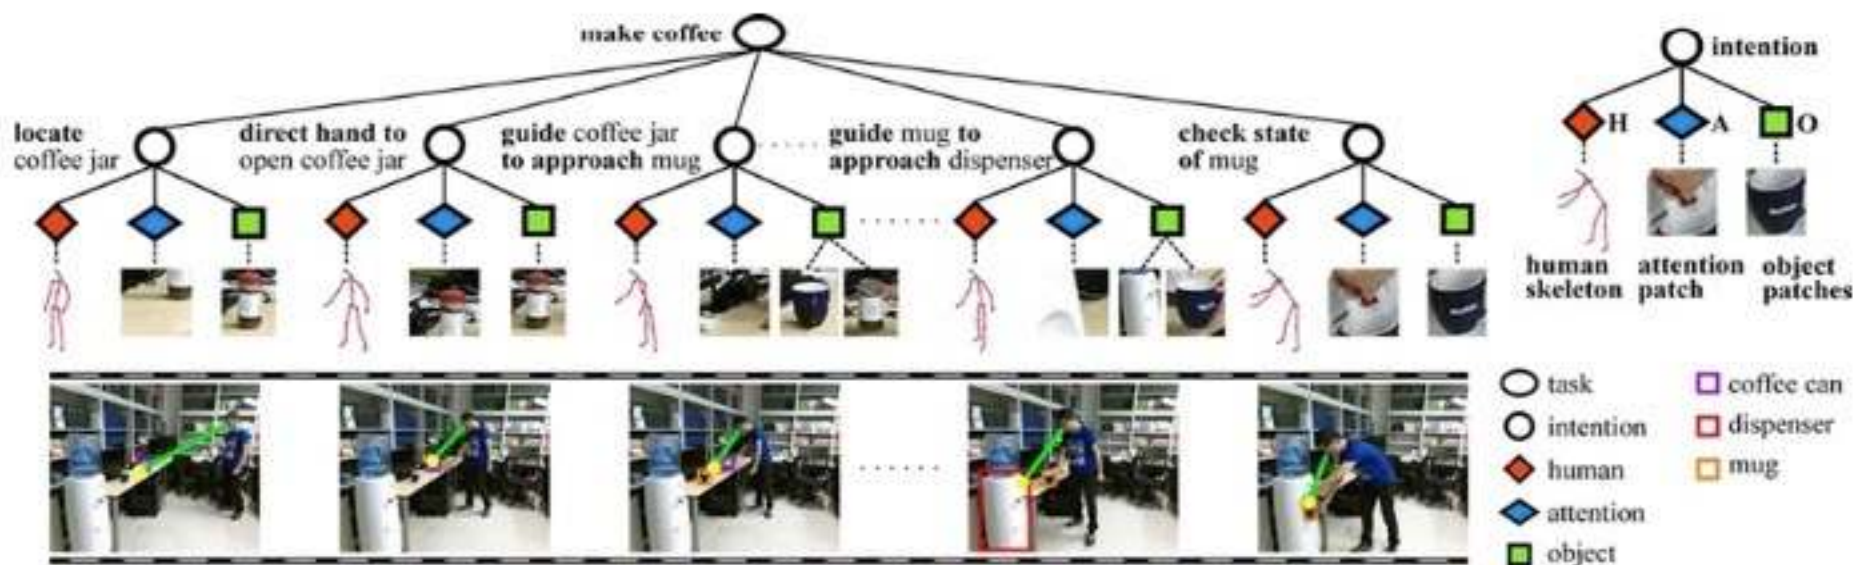 make coffee
intention
locate
coffee jar
direct hand to
open coffee jar
guide coffee jar
to approach mug
guide mug to
approach dispenser
check state
of mug
H
A
O
human
skeleton
attention
patch
object
patches
task
intention
human
attention
object
coffee can
dispenser
mug